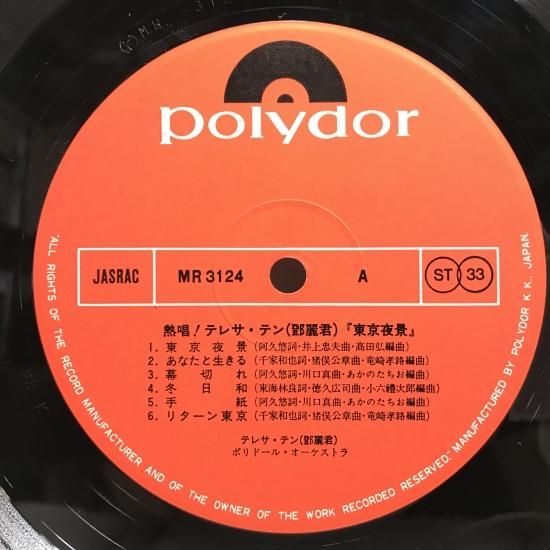 M.R 312
polydor
JASRAC MR 3124 A ST 33
熱唱!テレサ・テン(鄧麗君)『東京夜景』
1. 東京夜景(阿久悠詞・井上忠夫曲・高田弘編曲)
2. あなたと生きる(千家和也詞・猪俣公章曲・竜崎孝路編曲)
3. 幕切れ(阿久悠詞・川口真曲・あかのたちお編曲)
4. 冬日和(東海林良詞・徳久広司曲・小六禮次郎編曲)
5. 手紙(阿久悠詞・川口真曲・あかのたちお編曲)
6. リターン東京(千家和也詞・猪俣公章曲・竜崎孝路編曲)
テレサ・テン(鄧麗君)
ポリドール・オーケストラ
"ALL RIGHTS OF THE RECORD MANUFACTURER AND OF THE OWNER OF THE WORK RECORDED RESERVED." MANUFACTURED BY POLYDOR K.K., JAPAN.